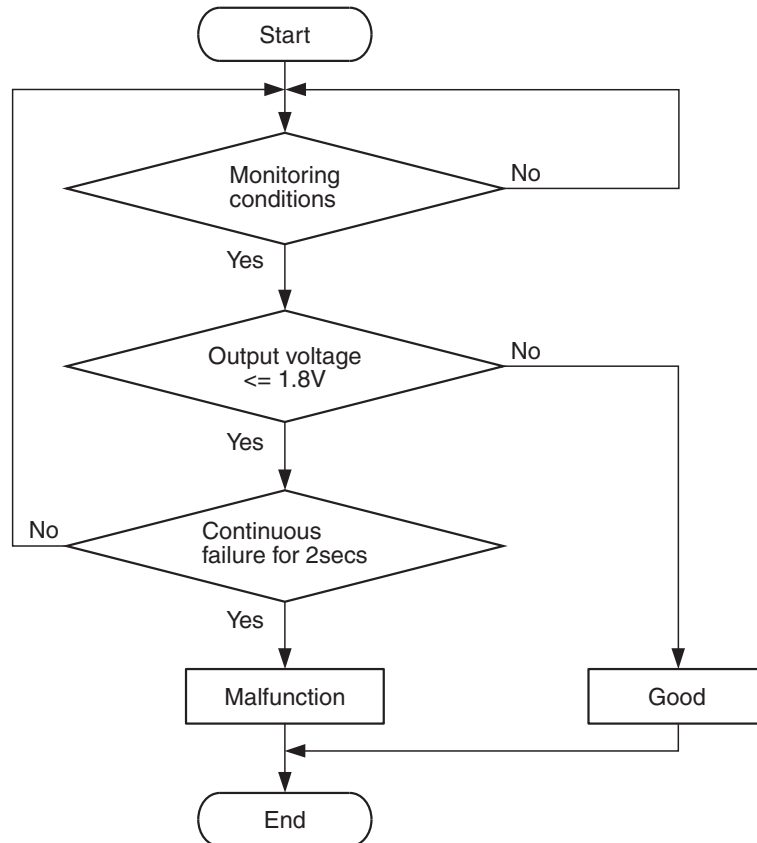 Start
Monitoring
conditions
No
Yes
Output voltage
<= 1.8V
No
Yes
Continuous
failure for 2secs
No
Yes
Malfunction
Good
End